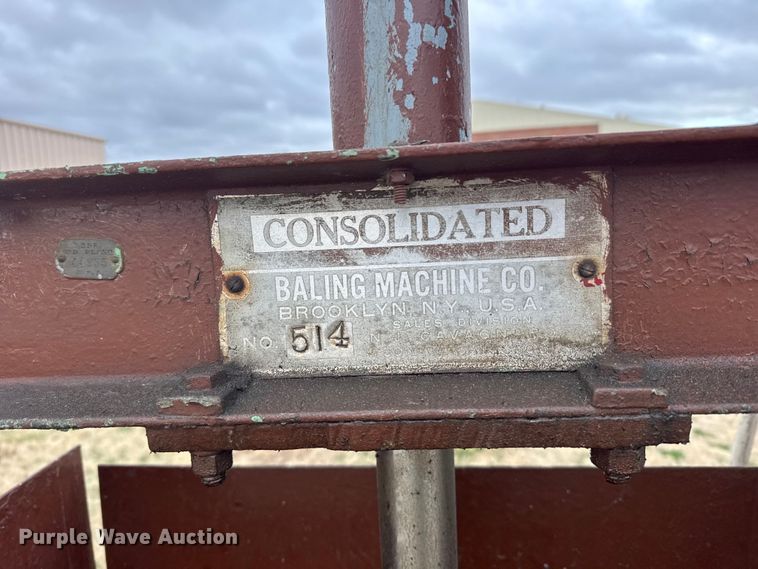 CONSOLIDATED
BALING MACHINE CO.
BROOKLYN, N.Y., U.S.A.
SALES DIVISION
NO. 514 N
Purple Wave Auction